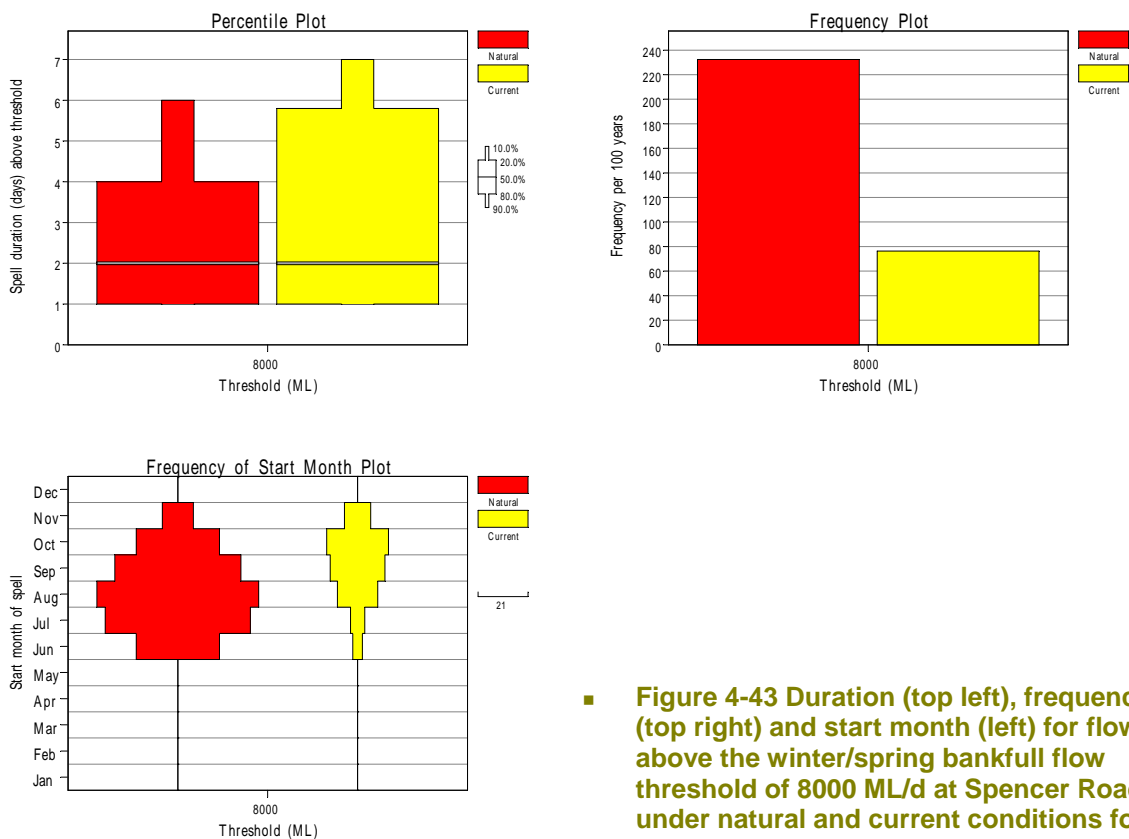 Percentile Plot
Spell duration (days) above threshold
7
6
5
4
3
2
1
0
8000
Threshold (ML)
Natural
Current
10.0%
20.0%
50.0%
80.0%
90.0%
Frequency Plot
Frequency per 100 years
240
220
200
180
160
140
120
100
80
60
40
20
0
8000
Threshold (ML)
Natural
Current
Frequency of Start Month Plot
Start month of spell
Dec
Nov
Oct
Sep
Aug
Jul
Jun
May
Apr
Mar
Feb
Jan
8000
Threshold (ML)
Natural
Current
21
■ Figure 4-43 Duration (top left), frequenc
(top right) and start month (left) for flow
above the winter/spring bankfull flow
threshold of 8000 ML/d at Spencer Roa
under natural and current conditions fo